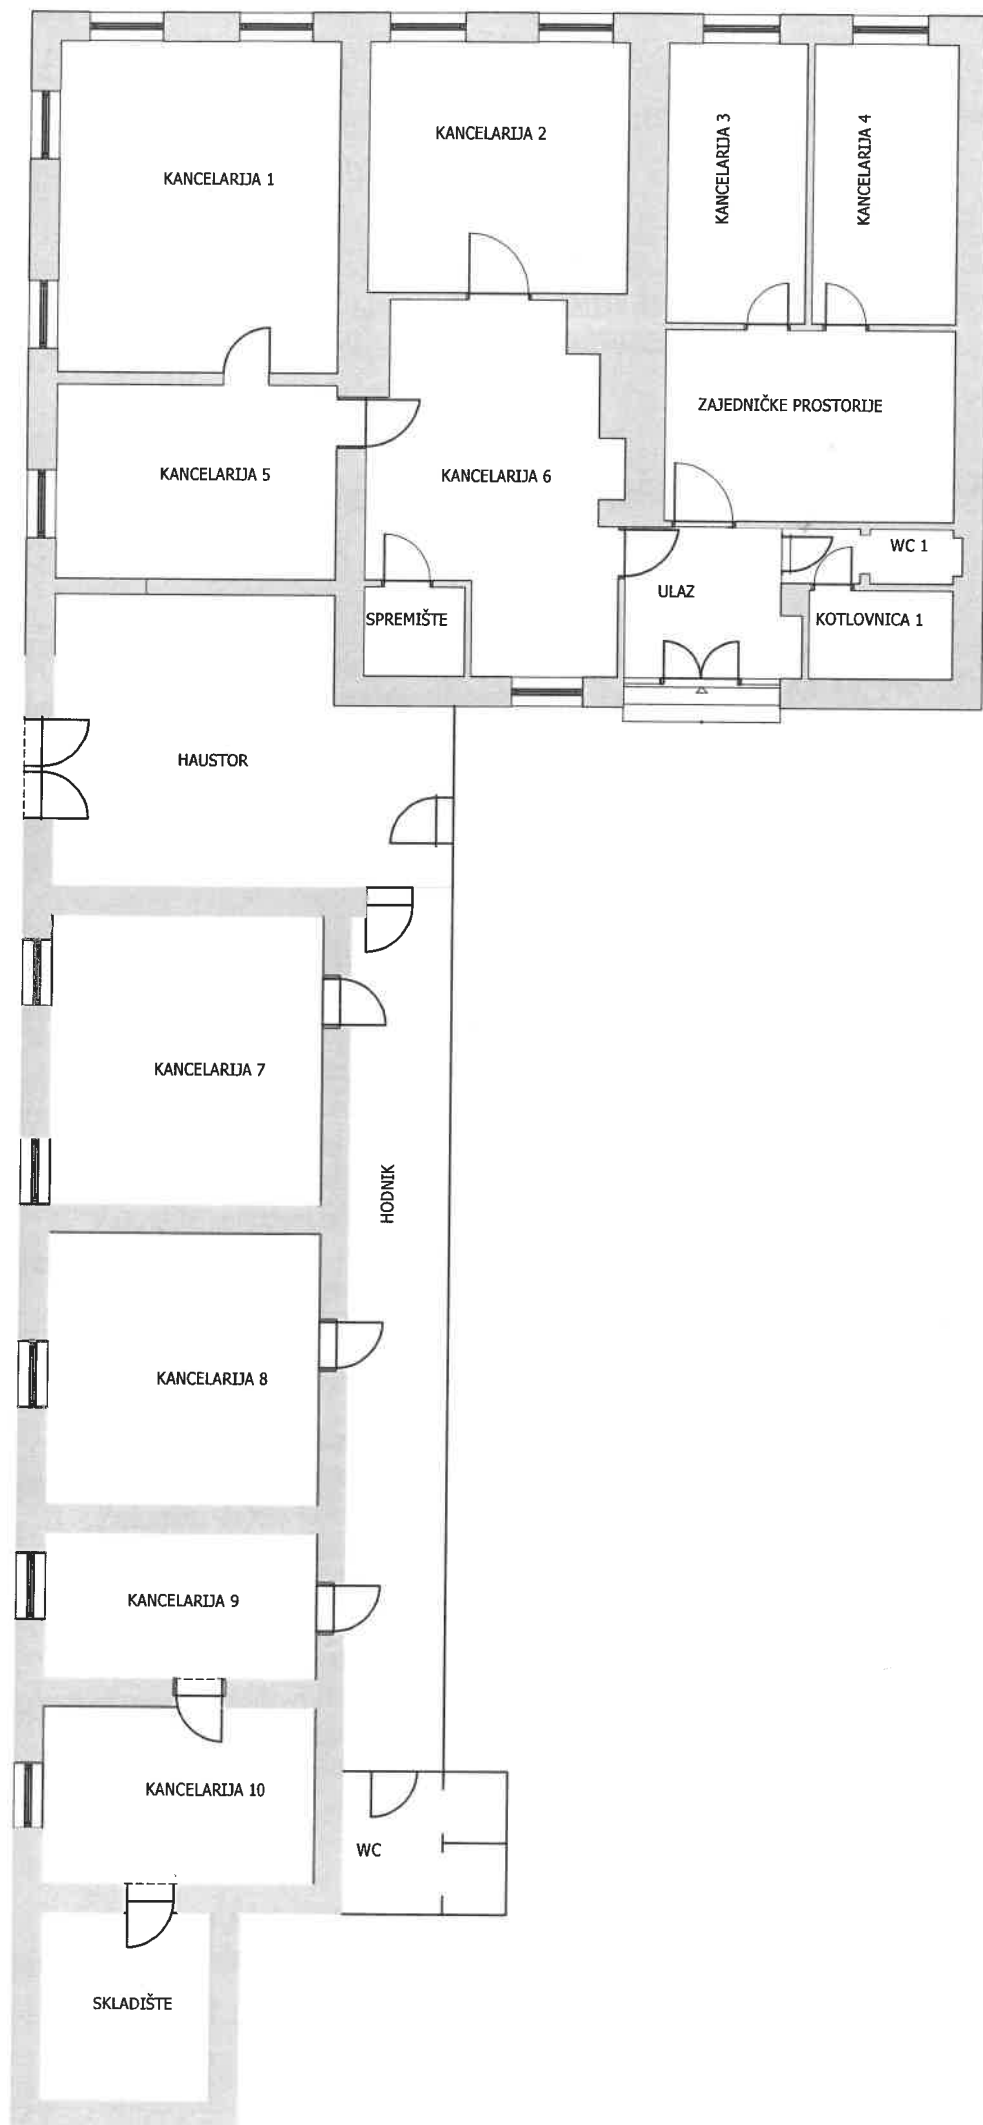 KANCELARIJA 1
KANCELARIJA 2
KANCELARIJA 3
KANCELARIJA 4
ZAJEDNIČKE PROSTORIJE
KANCELARIJA 5
KANCELARIJA 6
WC 1
ULAZ
SPREMIŠTE
KOTLOVNICA 1
HAUSTOR
KANCELARIJA 7
HODNIK
KANCELARIJA 8
KANCELARIJA 9
KANCELARIJA 10
WC
SKLADIŠTE